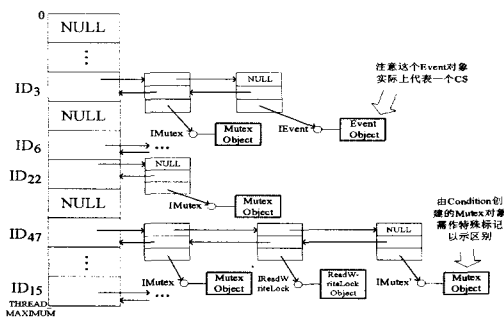 0
NULL
注意这个Event对象
实际上代表一个CS
ID3
NULL
NULL
IMutex
Mutex
Object
IEvent
Event
Object
ID6
...
ID22
NULL
NULL
IMutex
Mutex
Object
由Condition创
建的Mutex对象
需作特殊标记
以示区别
ID47
NULL
ID15
...
IMutex
Mutex
Object
IReadW
riteLock
ReadW-
riteLock
Object
IMutex'
Mutex
Object
THREAD
MAXIMUM